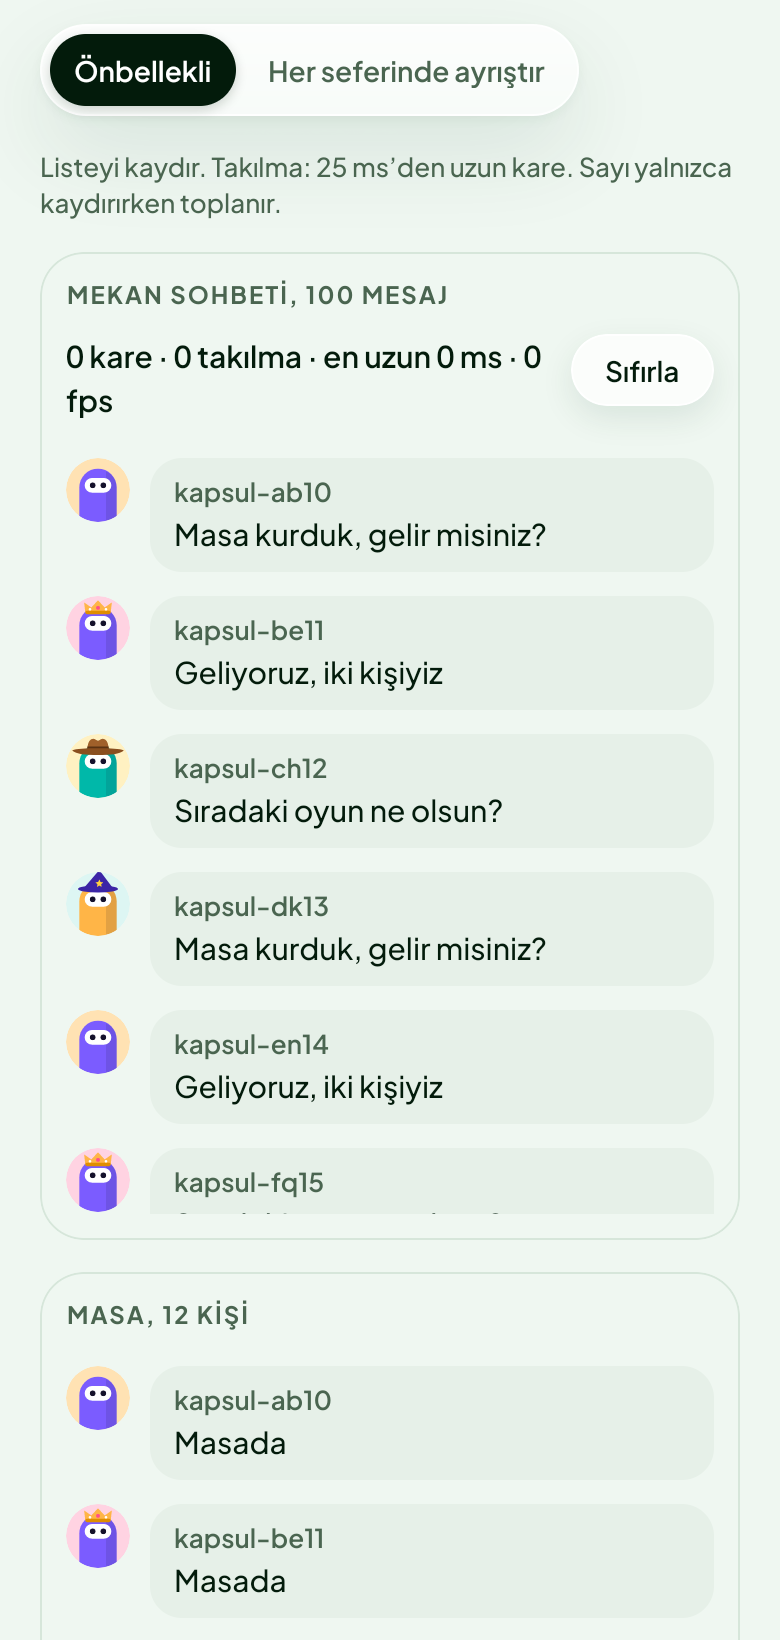 Önbellekli
Her seferinde ayrıştır
Listeyi kaydır. Takılma: 25 ms’den uzun kare. Sayı yalnızca
kaydırırken toplanır.
MEKAN SOHBETİ, 100 MESAJ
0 kare · 0 takılma · en uzun 0 ms · 0
fps
Sıfırla
kapsul-ab10
Masa kurduk, gelir misiniz?
kapsul-be11
Geliyoruz, iki kişiyiz
kapsul-ch12
Sıradaki oyun ne olsun?
kapsul-dk13
Masa kurduk, gelir misiniz?
kapsul-en14
Geliyoruz, iki kişiyiz
kapsul-fq15
MASA, 12 KİŞİ
kapsul-ab10
Masada
kapsul-be11
Masada